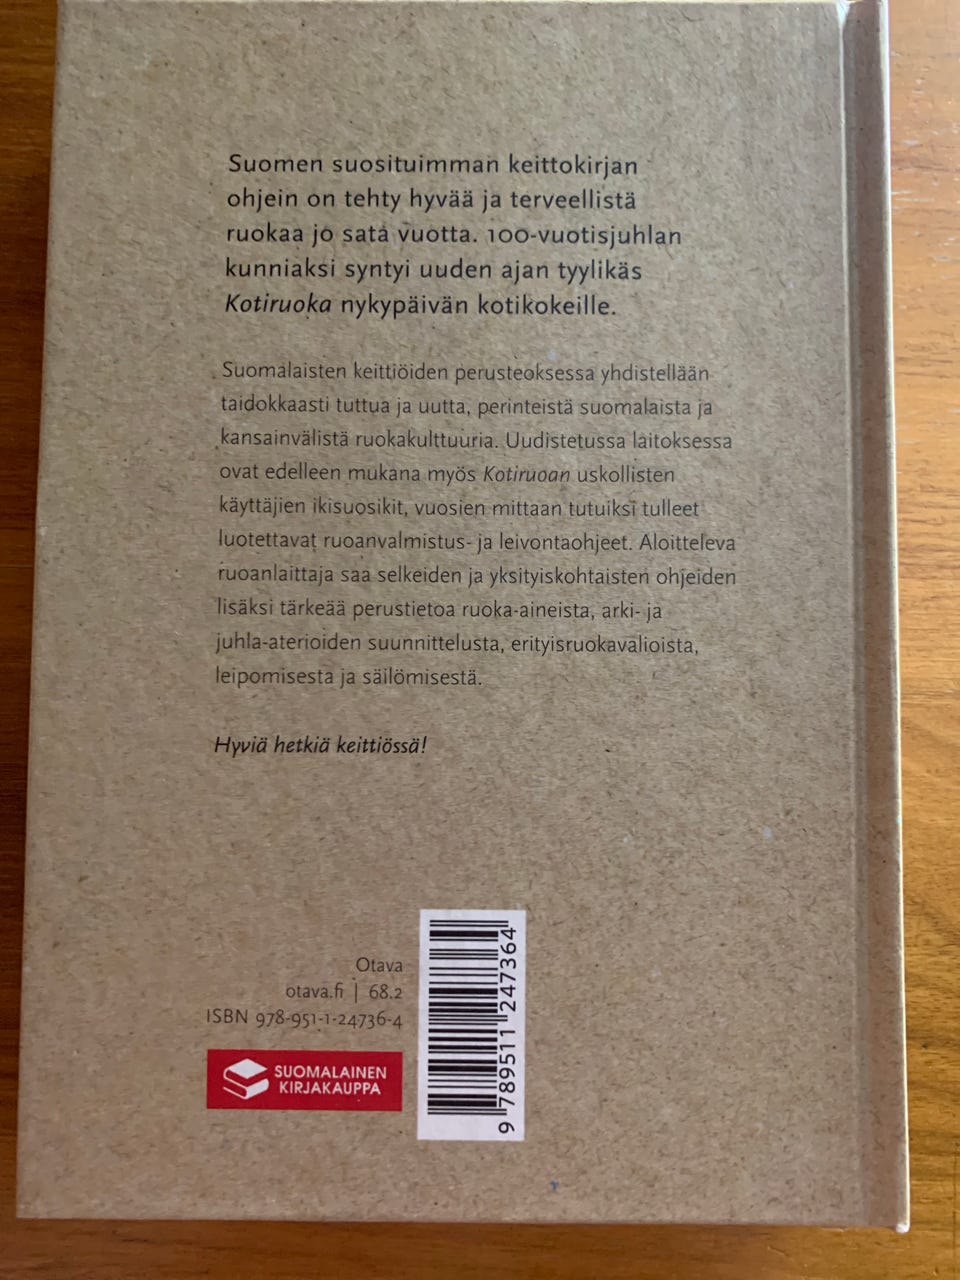 Suomen suosituimman keittokirjan
ohjein on tehty hyvää ja terveellistä
ruokaa jo sata vuotta. 100-vuotisjuhlan
kunniaksi syntyi uuden ajan tyylikäs
Kotiruoka nykypäivän kotikokeille.
Suomalaisten keittiöiden perusteoksessa yhdistellään
taidokkaasti tuttua ja uutta, perinteistä suomalaista ja
kansainvälistä ruokakulttuuria. Uudistetussa laitoksessa
ovat edelleen mukana myös Kotiruoan uskollisten
käyttäjien ikisuosikit, vuosien mittaan tutuiksi tulleet
luotettavat ruoanvalmistus- ja leivontaohjeet. Aloitteleva
ruoanlaittaja saa selkeiden ja yksityiskohtaisten ohjeiden
lisäksi tärkeää perustietoa ruoka-aineista, arki- ja
juhla-aterioiden suunnittelusta, erityisruokavalioista,
leipomisesta ja säilömisestä.
Hyviä hetkiä keittiössä!
Otava
otava.fi | 68.2
ISBN 978-951-1-24736-4
SUOMALAINEN
KIRJAKAUPPA
9 789511 247364